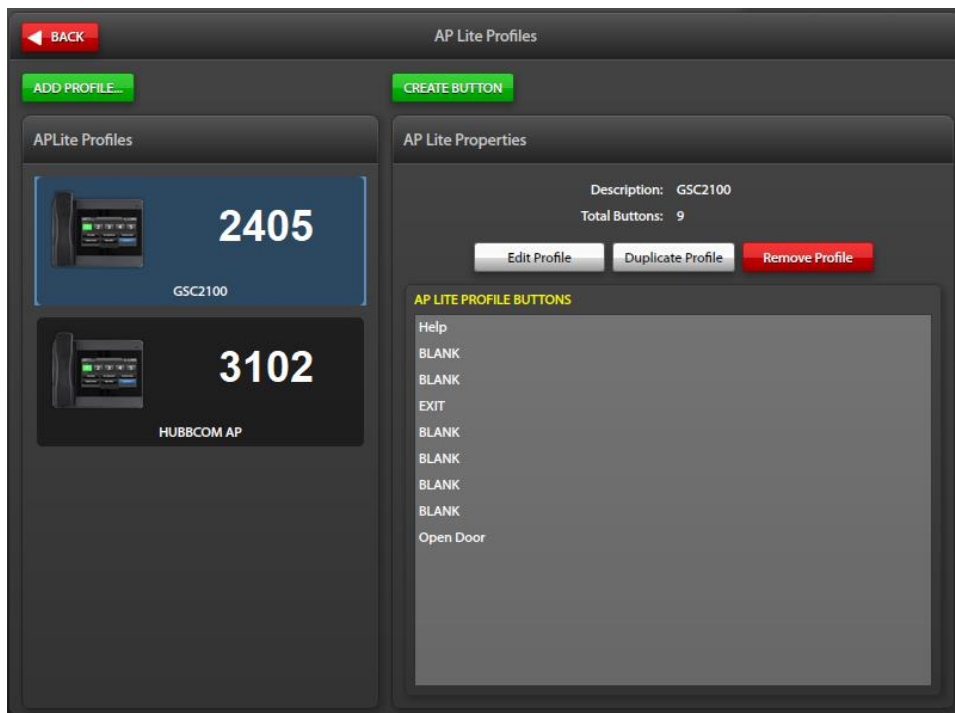 BACK
AP Lite Profiles
ADD PROFILE...
CREATE BUTTON
APLite Profiles
2405
GSC2100
3102
HUBBCOM AP
AP Lite Properties
Description: GSC2100
Total Buttons: 9
Edit Profile Duplicate Profile Remove Profile
AP LITE PROFILE BUTTONS
Help
BLANK
BLANK
EXIT
BLANK
BLANK
BLANK
BLANK
Open Door